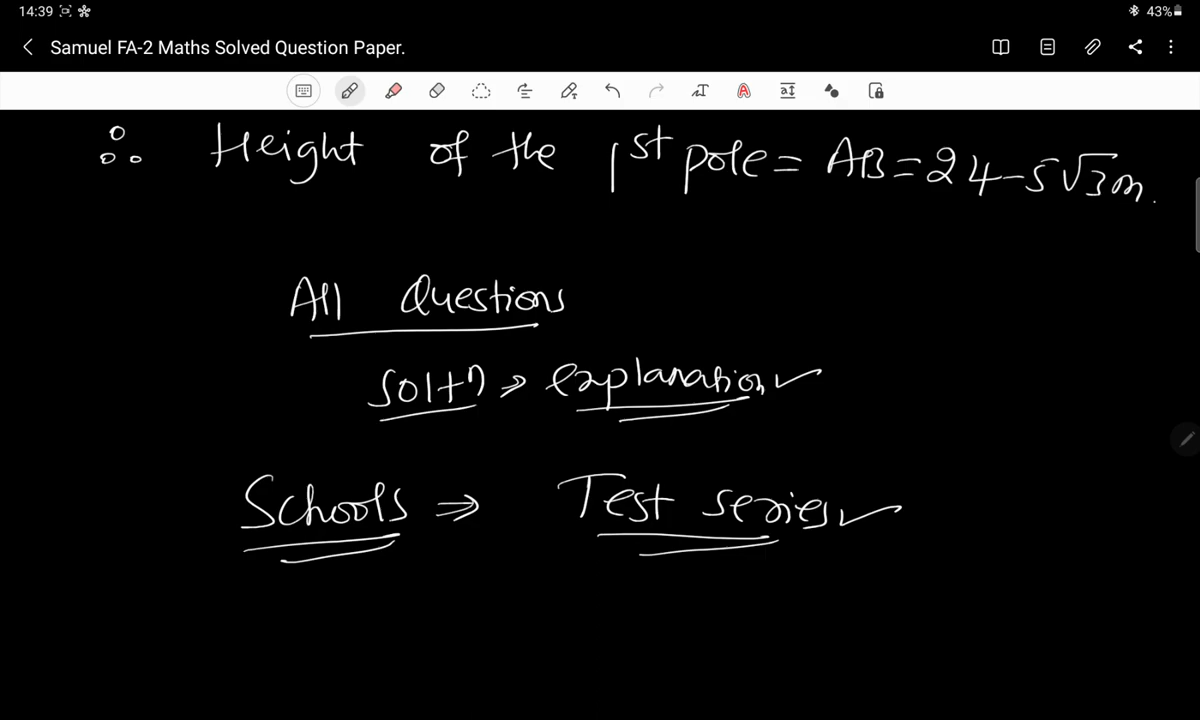 14:39 43%
Samuel FA-2 Maths Solved Question Paper.
∴ Height of the 1st pole = AB = 24-5√3m.
All Questions
soltn ⇒ explanation ✓
Schools ⇒ Test series ✓